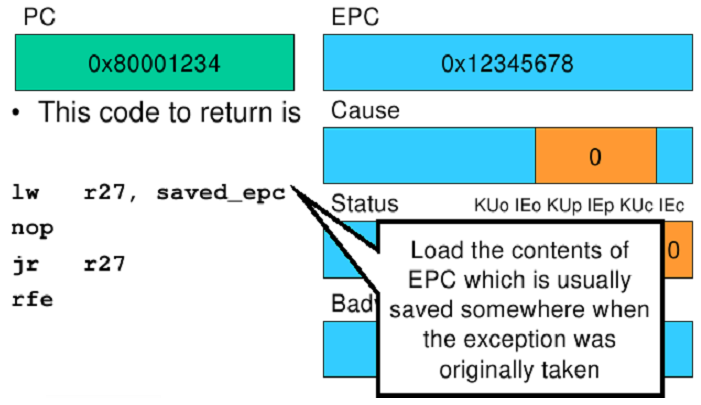 PC
EPC
0x80001234
0x12345678
• This code to return is
Cause
0
lw r27, saved_epc
nop
jr r27
rfe
Status
KUo IEo KUp IEp KUc IEc
0
Load the contents of
EPC which is usually
saved somewhere when
the exception was
originally taken
Badv